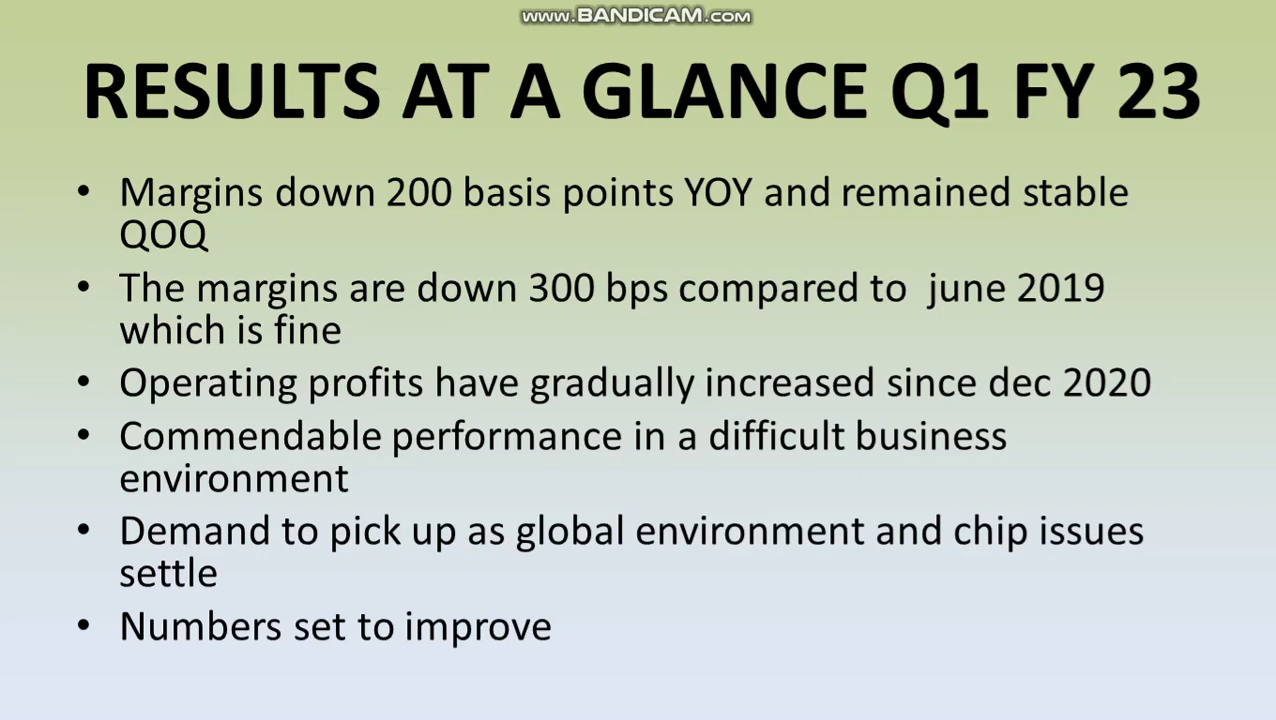 www.BANDICAM.com
RESULTS AT A GLANCE Q1 FY 23
• Margins down 200 basis points YOY and remained stable
QOQ
• The margins are down 300 bps compared to  june 2019
which is fine
• Operating profits have gradually increased since dec 2020
• Commendable performance in a difficult business
environment
• Demand to pick up as global environment and chip issues
settle
• Numbers set to improve